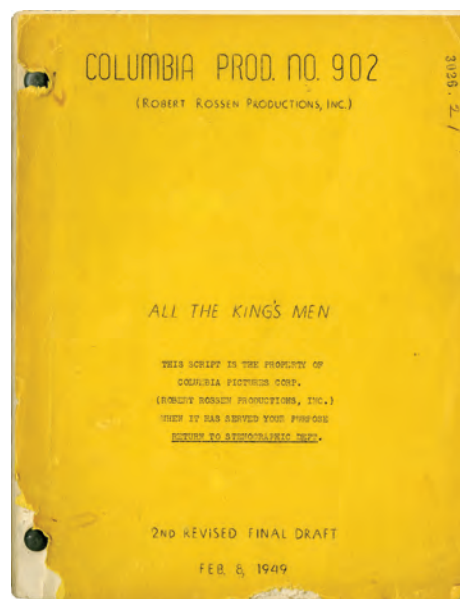 COLUMBIA PROD. NO. 902
(ROBERT ROSSEN PRODUCTIONS, INC.)
3026. 2/
ALL THE KING'S MEN
THIS SCRIPT IS THE PROPERTY OF
COLUMBIA PICTURES CORP.
(ROBERT ROSSEN PRODUCTIONS, INC.)
WHEN IT HAS SERVED YOUR PURPOSE
RETURN TO STENOGRAPHIC DEPT.
2ND REVISED FINAL DRAFT
FEB. 8, 1949